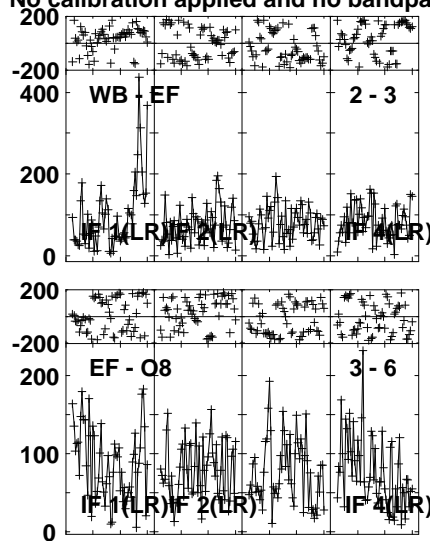 No calibration applied and no bandpa
200
-200
400
WB - EF
2 - 3
200
IF 1(LR)
IF 2(LR)
IF 4(LR)
0
200
-200
200
EF - O8
3 - 6
100
IF 1(LR)
IF 2(LR)
IF 4(LR)
0